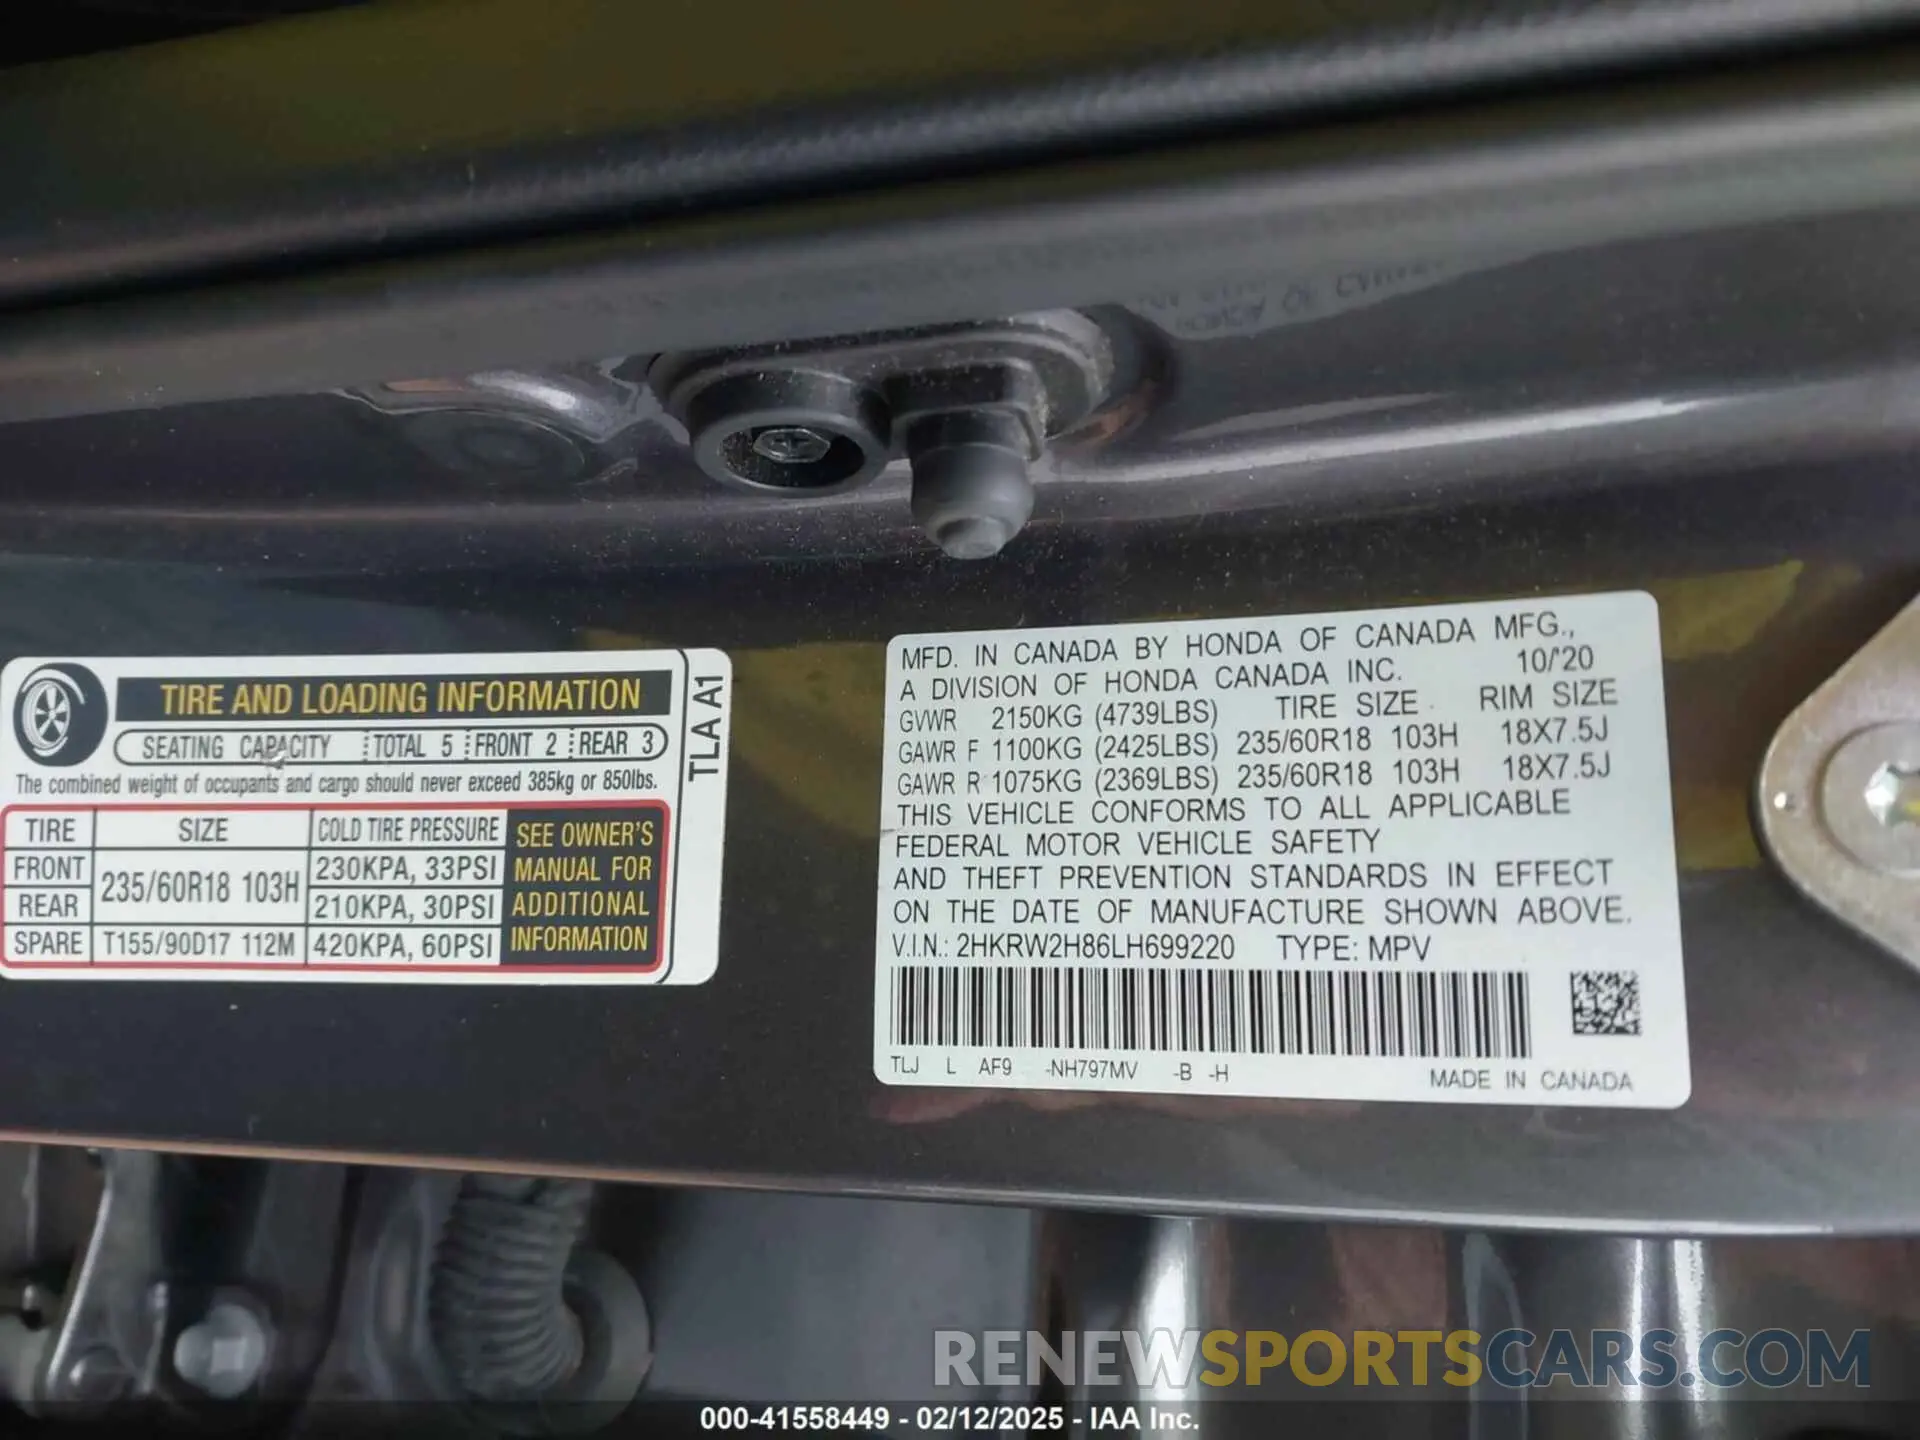 TIRE AND LOADING INFORMATION
SEATING CAPACITY TOTAL 5 FRONT 2 REAR 3
The combined weight of occupants and cargo should never exceed 385kg or 850lbs.
TIRE SIZE COLD TIRE PRESSURE
FRONT 235/60R18 103H 230KPA, 33PSI
REAR 210KPA, 30PSI
SPARE T155/90D17 112M 420KPA, 60PSI
SEE OWNER'S
MANUAL FOR
ADDITIONAL
INFORMATION
TLA A1
MFD. IN CANADA BY HONDA OF CANADA MFG.,
A DIVISION OF HONDA CANADA INC. 10/'20
GVWR 2150KG (4739LBS) TIRE SIZE RIM SIZE
GAWR F 1100KG (2425LBS) 235/60R18 103H 18X7.5J
GAWR R 1075KG (2369LBS) 235/60R18 103H 18X7.5J
THIS VEHICLE CONFORMS TO ALL APPLICABLE
FEDERAL MOTOR VEHICLE SAFETY
AND THEFT PREVENTION STANDARDS IN EFFECT
ON THE DATE OF MANUFACTURE SHOWN ABOVE.
V.I.N.: 2HKRW2H86LH699220 TYPE: MPV
TLJ L AF9 -NH797MV -B -H
MADE IN CANADA
RENEWSPORTSCARS.COM
000-41558449 - 02/12/2025 - IAA Inc.